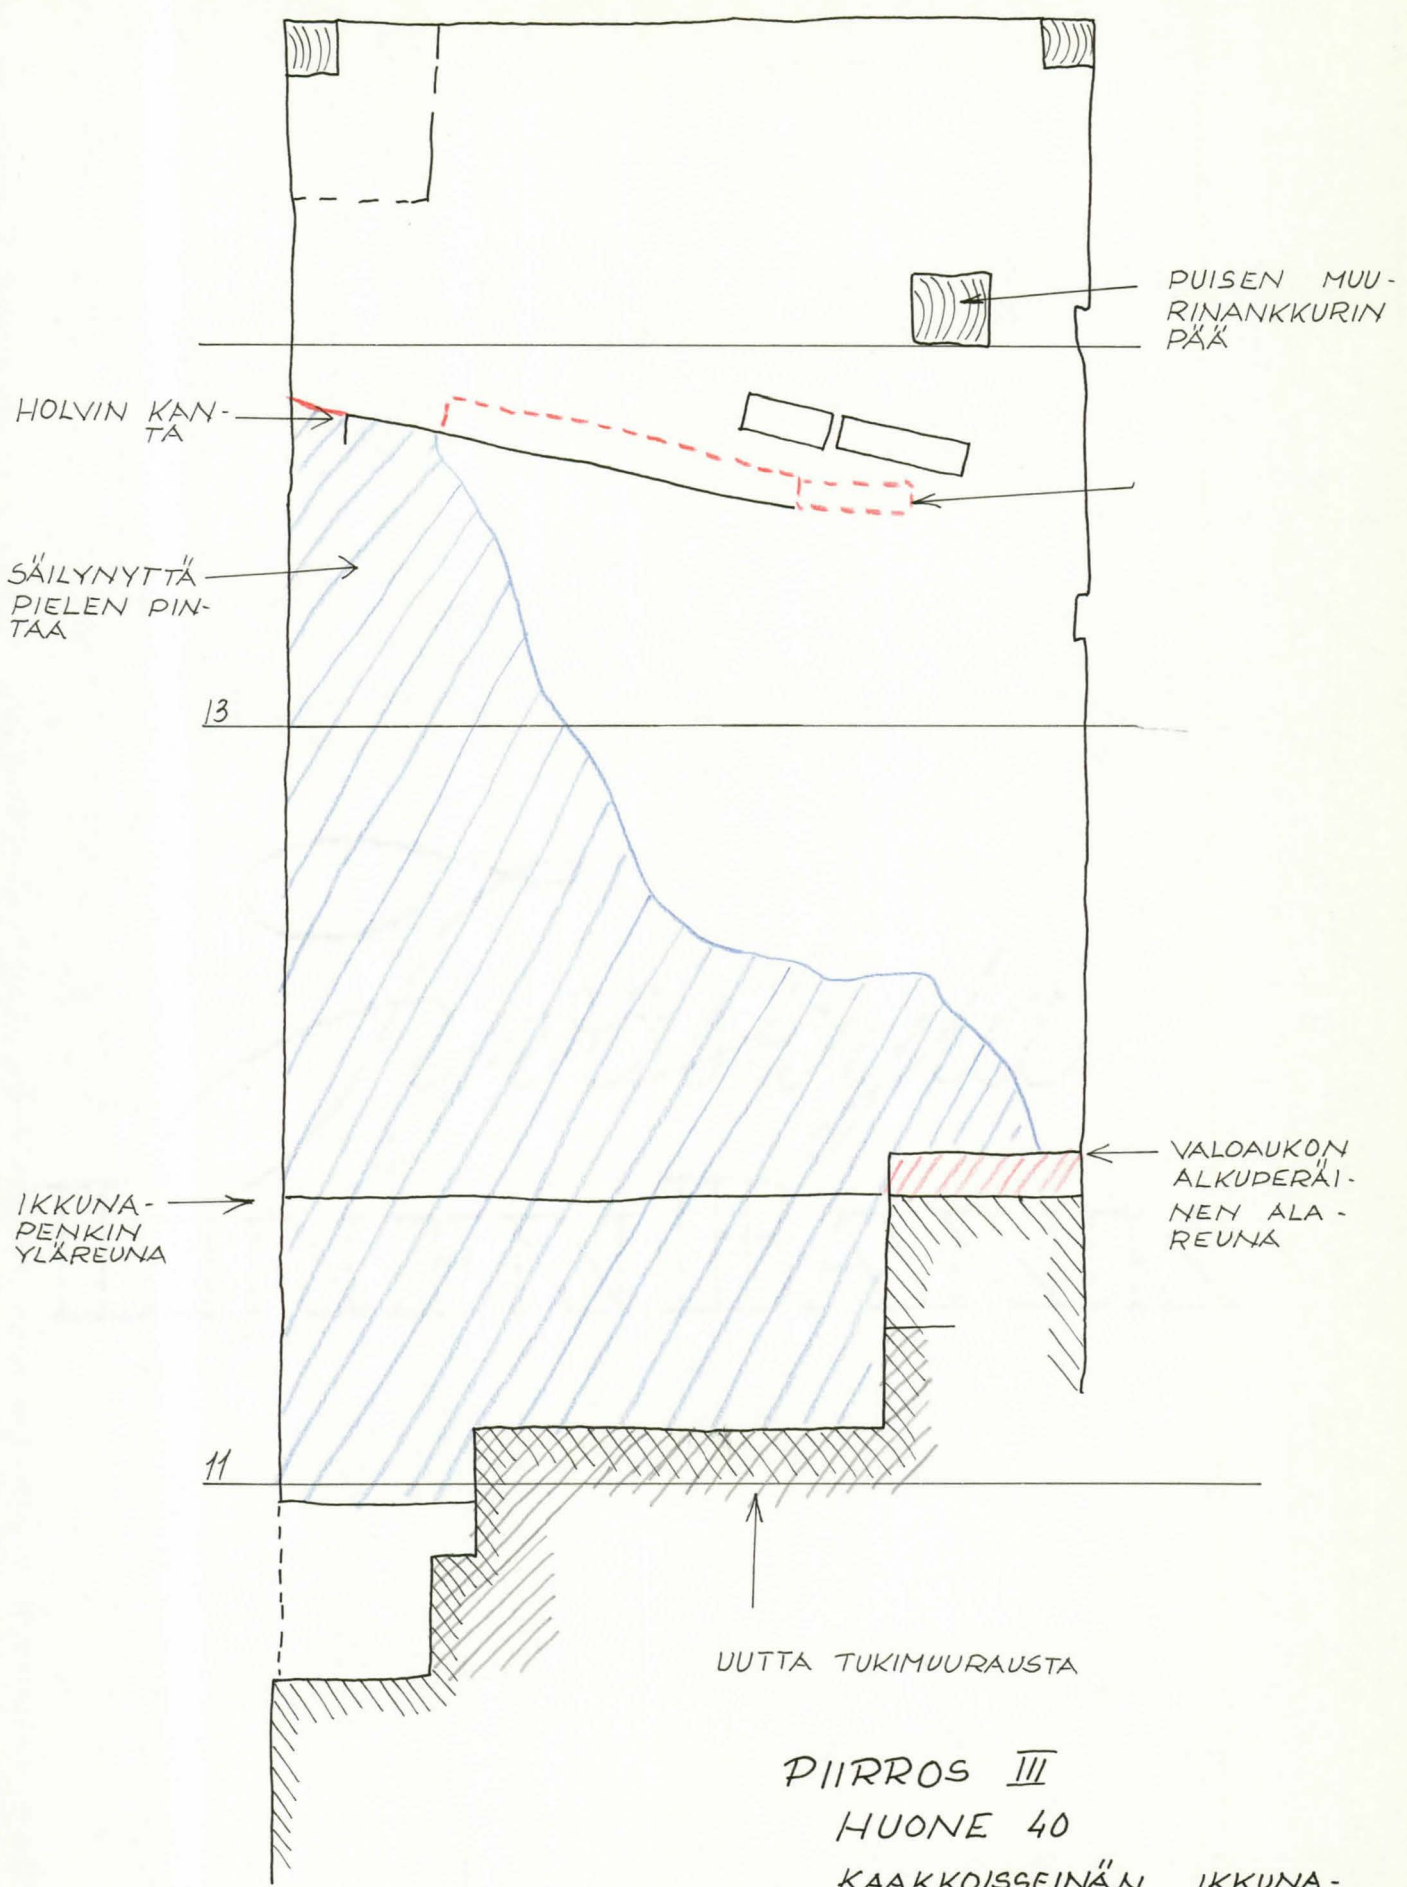 PUISEN MUU-
RINANKKURIN
PÄÄ
HOLVIN KAN-
TA
SÄILYNYTTÄ
PIELEN PIN-
TAA
13
VALOAUKON
ALKUPERÄI-
NEN ALA-
REUNA
IKKUNA-
PENKIN
YLÄREUNA
11
UUTTA TUKIMUURAUSTA
PIIRROS III
HUONE 40
KAAKKOISSEINÄN IKKUNA-